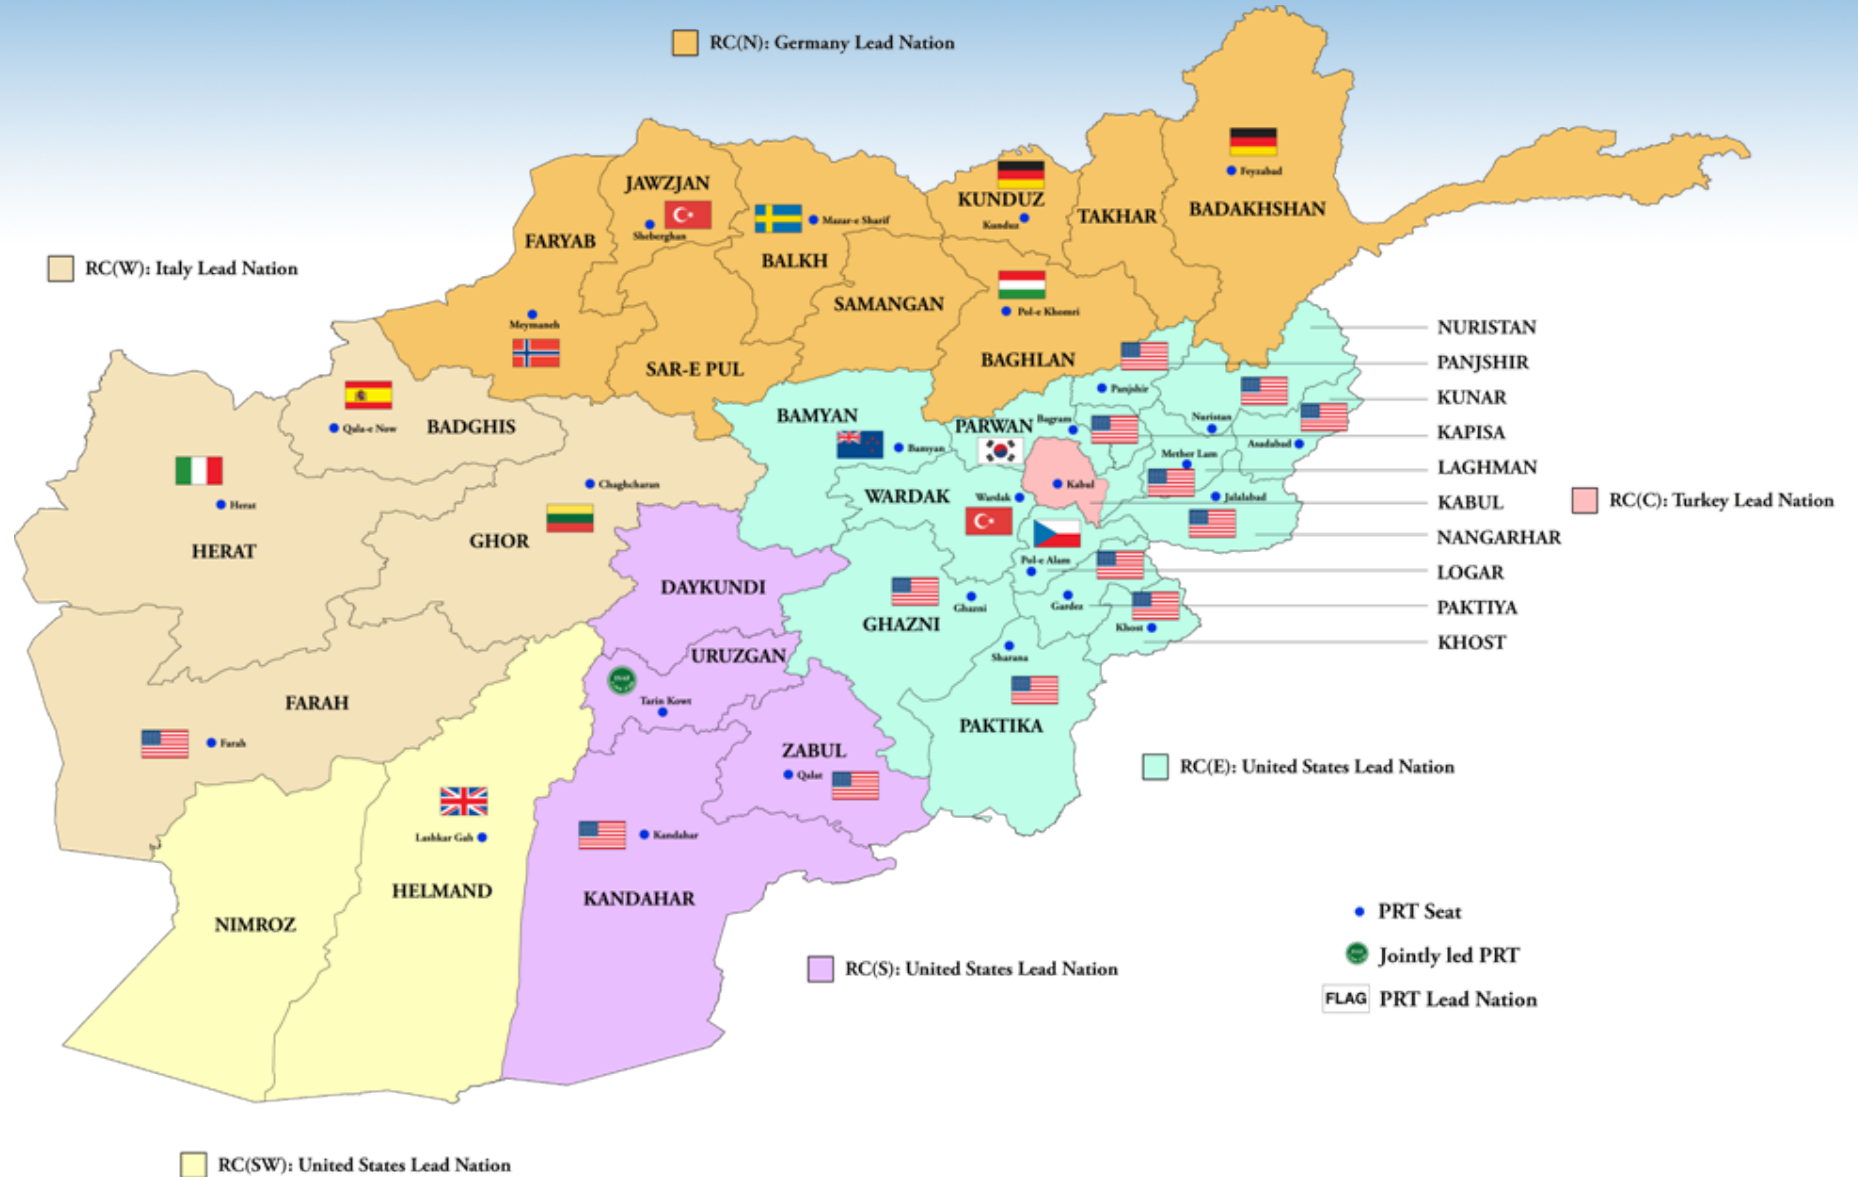 RC(N): Germany Lead Nation
JAWZJAN
Sheberghan
FARYAB
Meymaneh
Mazar-e Sharif
BALKH
KUNDUZ
Kunduz
TAKHAR
Feyzabad
BADAKHSHAN
SAMANGAN
SAR-E PUL
Pol-e Khomri
BAGHLAN
RC(W): Italy Lead Nation
Qala-e Now
BADGHIS
Herat
HERAT
Chaghcharan
GHOR
FARAH
Farah
BAMYAN
Bamyan
PARWAN
Bagram
Panjshir
Nuristan
Asadabad
Mether Lam
Jalalabad
WARDAK
Wardak
Kabul
Pol-e Alam
Ghazni
GHAZNI
Gardez
Khost
Sharana
PAKTIKA
NURISTAN
PANJSHIR
KUNAR
KAPISA
LAGHMAN
KABUL
NANGARHAR
LOGAR
PAKTIYA
KHOST
RC(C): Turkey Lead Nation
DAYKUNDI
URUZGAN
Tarin Kowt
ZABUL
Qalat
Kandahar
KANDAHAR
Lashkar Gah
HELMAND
NIMROZ
RC(E): United States Lead Nation
RC(S): United States Lead Nation
RC(SW): United States Lead Nation
PRT Seat
Jointly led PRT
FLAG PRT Lead Nation